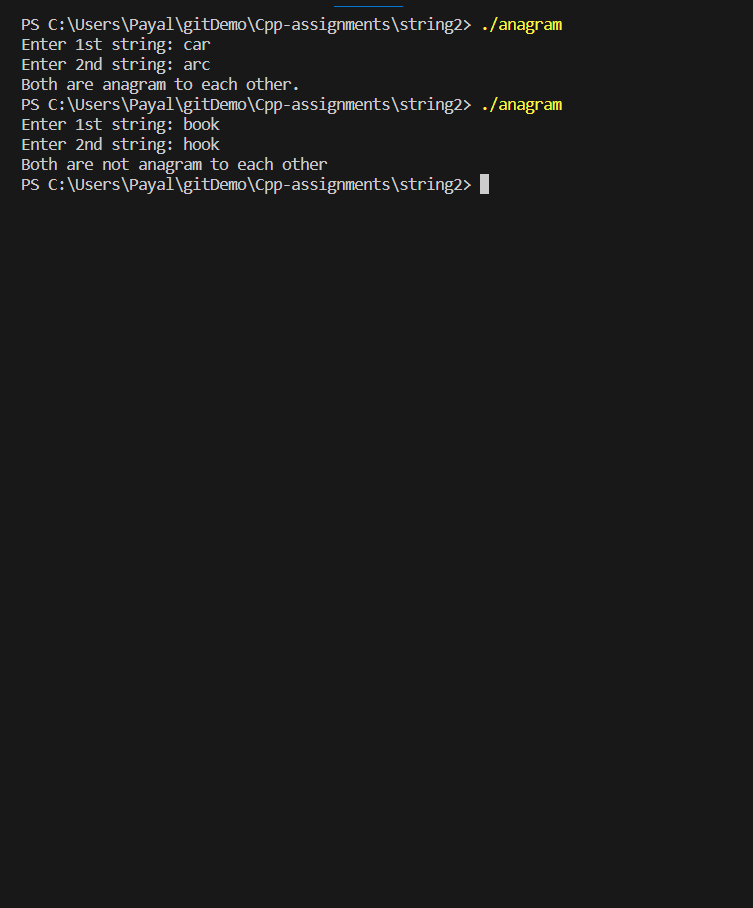 PS C:\Users\Payal\gitDemo\Cpp-assignments\string2> ./anagram
Enter 1st string: car
Enter 2nd string: arc
Both are anagram to each other.
PS C:\Users\Payal\gitDemo\Cpp-assignments\string2> ./anagram
Enter 1st string: book
Enter 2nd string: hook
Both are not anagram to each other
PS C:\Users\Payal\gitDemo\Cpp-assignments\string2>